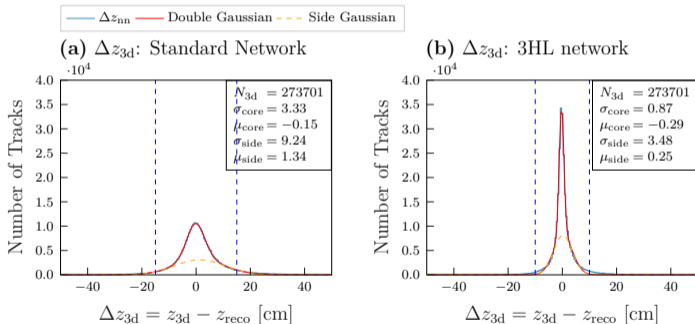 Δz_nn Double Gaussian Side Gaussian
(a) Δz_3d: Standard Network
·10^4
4.0
3.5
3.0
2.5
2.0
1.5
1.0
0.5
0.0
Number of Tracks
N_3d = 273701
σ_core = 3.33
μ_core = −0.15
σ_side = 9.24
μ_side = 1.34
−40 −20 0 20 40
Δz_3d = z_3d − z_reco [cm]
(b) Δz_3d: 3HL network
·10^4
4.0
3.5
3.0
2.5
2.0
1.5
1.0
0.5
0.0
Number of Tracks
N_3d = 273701
σ_core = 0.87
μ_core = −0.29
σ_side = 3.48
μ_side = 0.25
−40 −20 0 20 40
Δz_3d = z_3d − z_reco [cm]